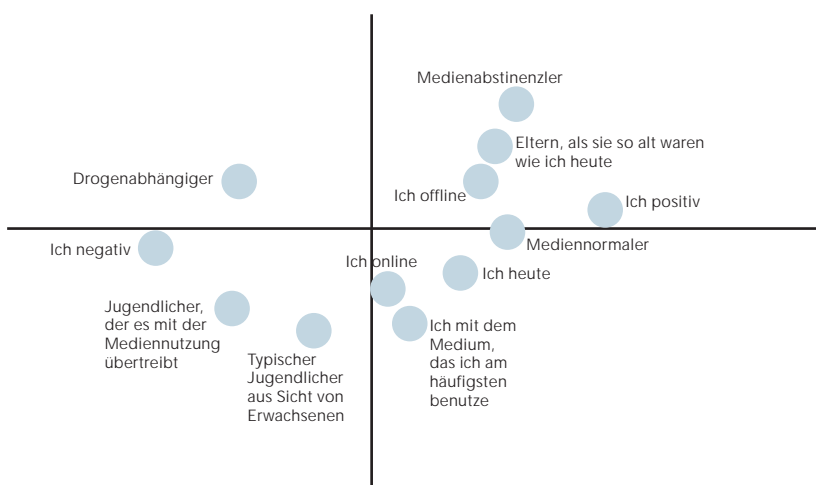 Medienabstinenzler
Eltern, als sie so alt waren
wie ich heute
Drogenabhängiger
Ich offline
Ich positiv
Ich negativ
Mediennormaler
Ich online
Ich heute
Jugendlicher,
der es mit der
Mediennutzung
übertreibt
Typischer
Jugendlicher
aus Sicht von
Erwachsenen
Ich mit dem
Medium,
das ich am
häufigsten
benutze